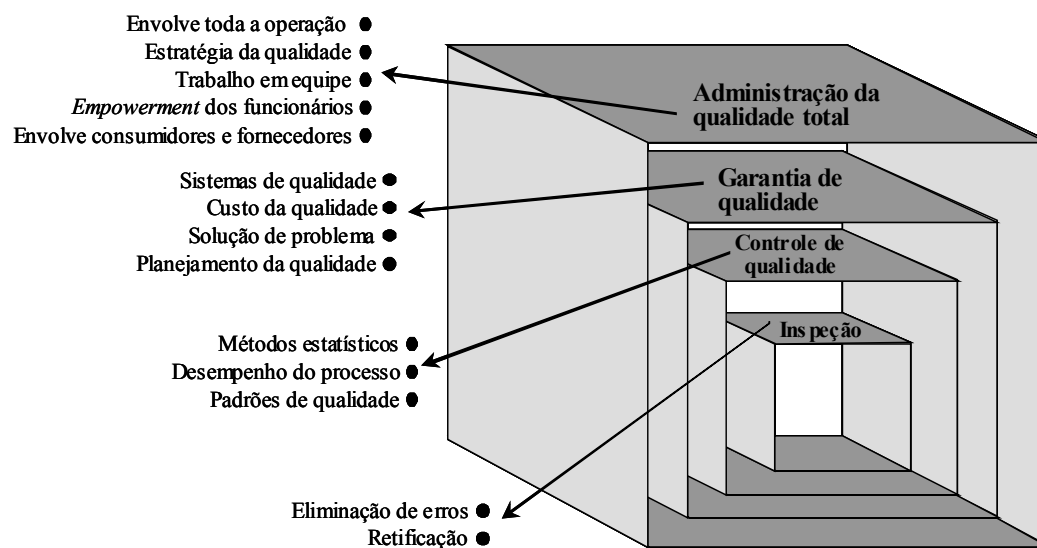 Envolve toda a operação ●
Estratégia da qualidade ●
Trabalho em equipe ●
Empowerment dos funcionários ●
Envolve consumidores e fornecedores ●
Administração da
qualidade total
Sistemas de qualidade ●
Custo da qualidade ●
Solução de problema ●
Planejamento da qualidade ●
Garantia de
qualidade
Controle de
qualidade
Métodos estatísticos ●
Desempenho do processo ●
Padrões de qualidade ●
Inspeção
Eliminação de erros ●
Retificação ●